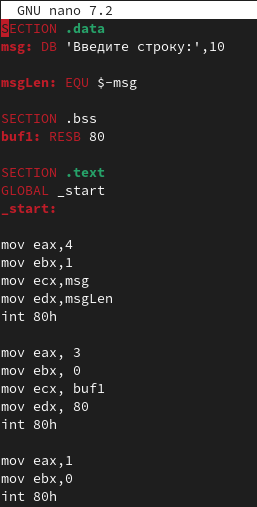 GNU nano 7.2
SECTION .data
msg: DB 'Введите строку:',10
msgLen: EQU $-msg
SECTION .bss
buf1: RESB 80
SECTION .text
GLOBAL _start
_start:
mov eax,4
mov ebx,1
mov ecx,msg
mov edx,msgLen
int 80h
mov eax, 3
mov ebx, 0
mov ecx, buf1
mov edx, 80
int 80h
mov eax,1
mov ebx,0
int 80h